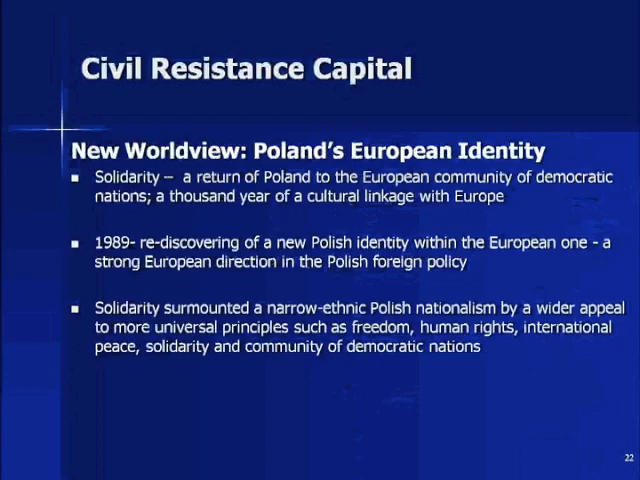 Civil Resistance Capital
New Worldview: Poland's European Identity
Solidarity – a return of Poland to the European community of democratic
nations; a thousand year of a cultural linkage with Europe
1989- re-discovering of a new Polish identity within the European one - a
strong European direction in the Polish foreign policy
Solidarity surmounted a narrow-ethnic Polish nationalism by a wider appeal
to more universal principles such as freedom, human rights, international
peace, solidarity and community of democratic nations
22